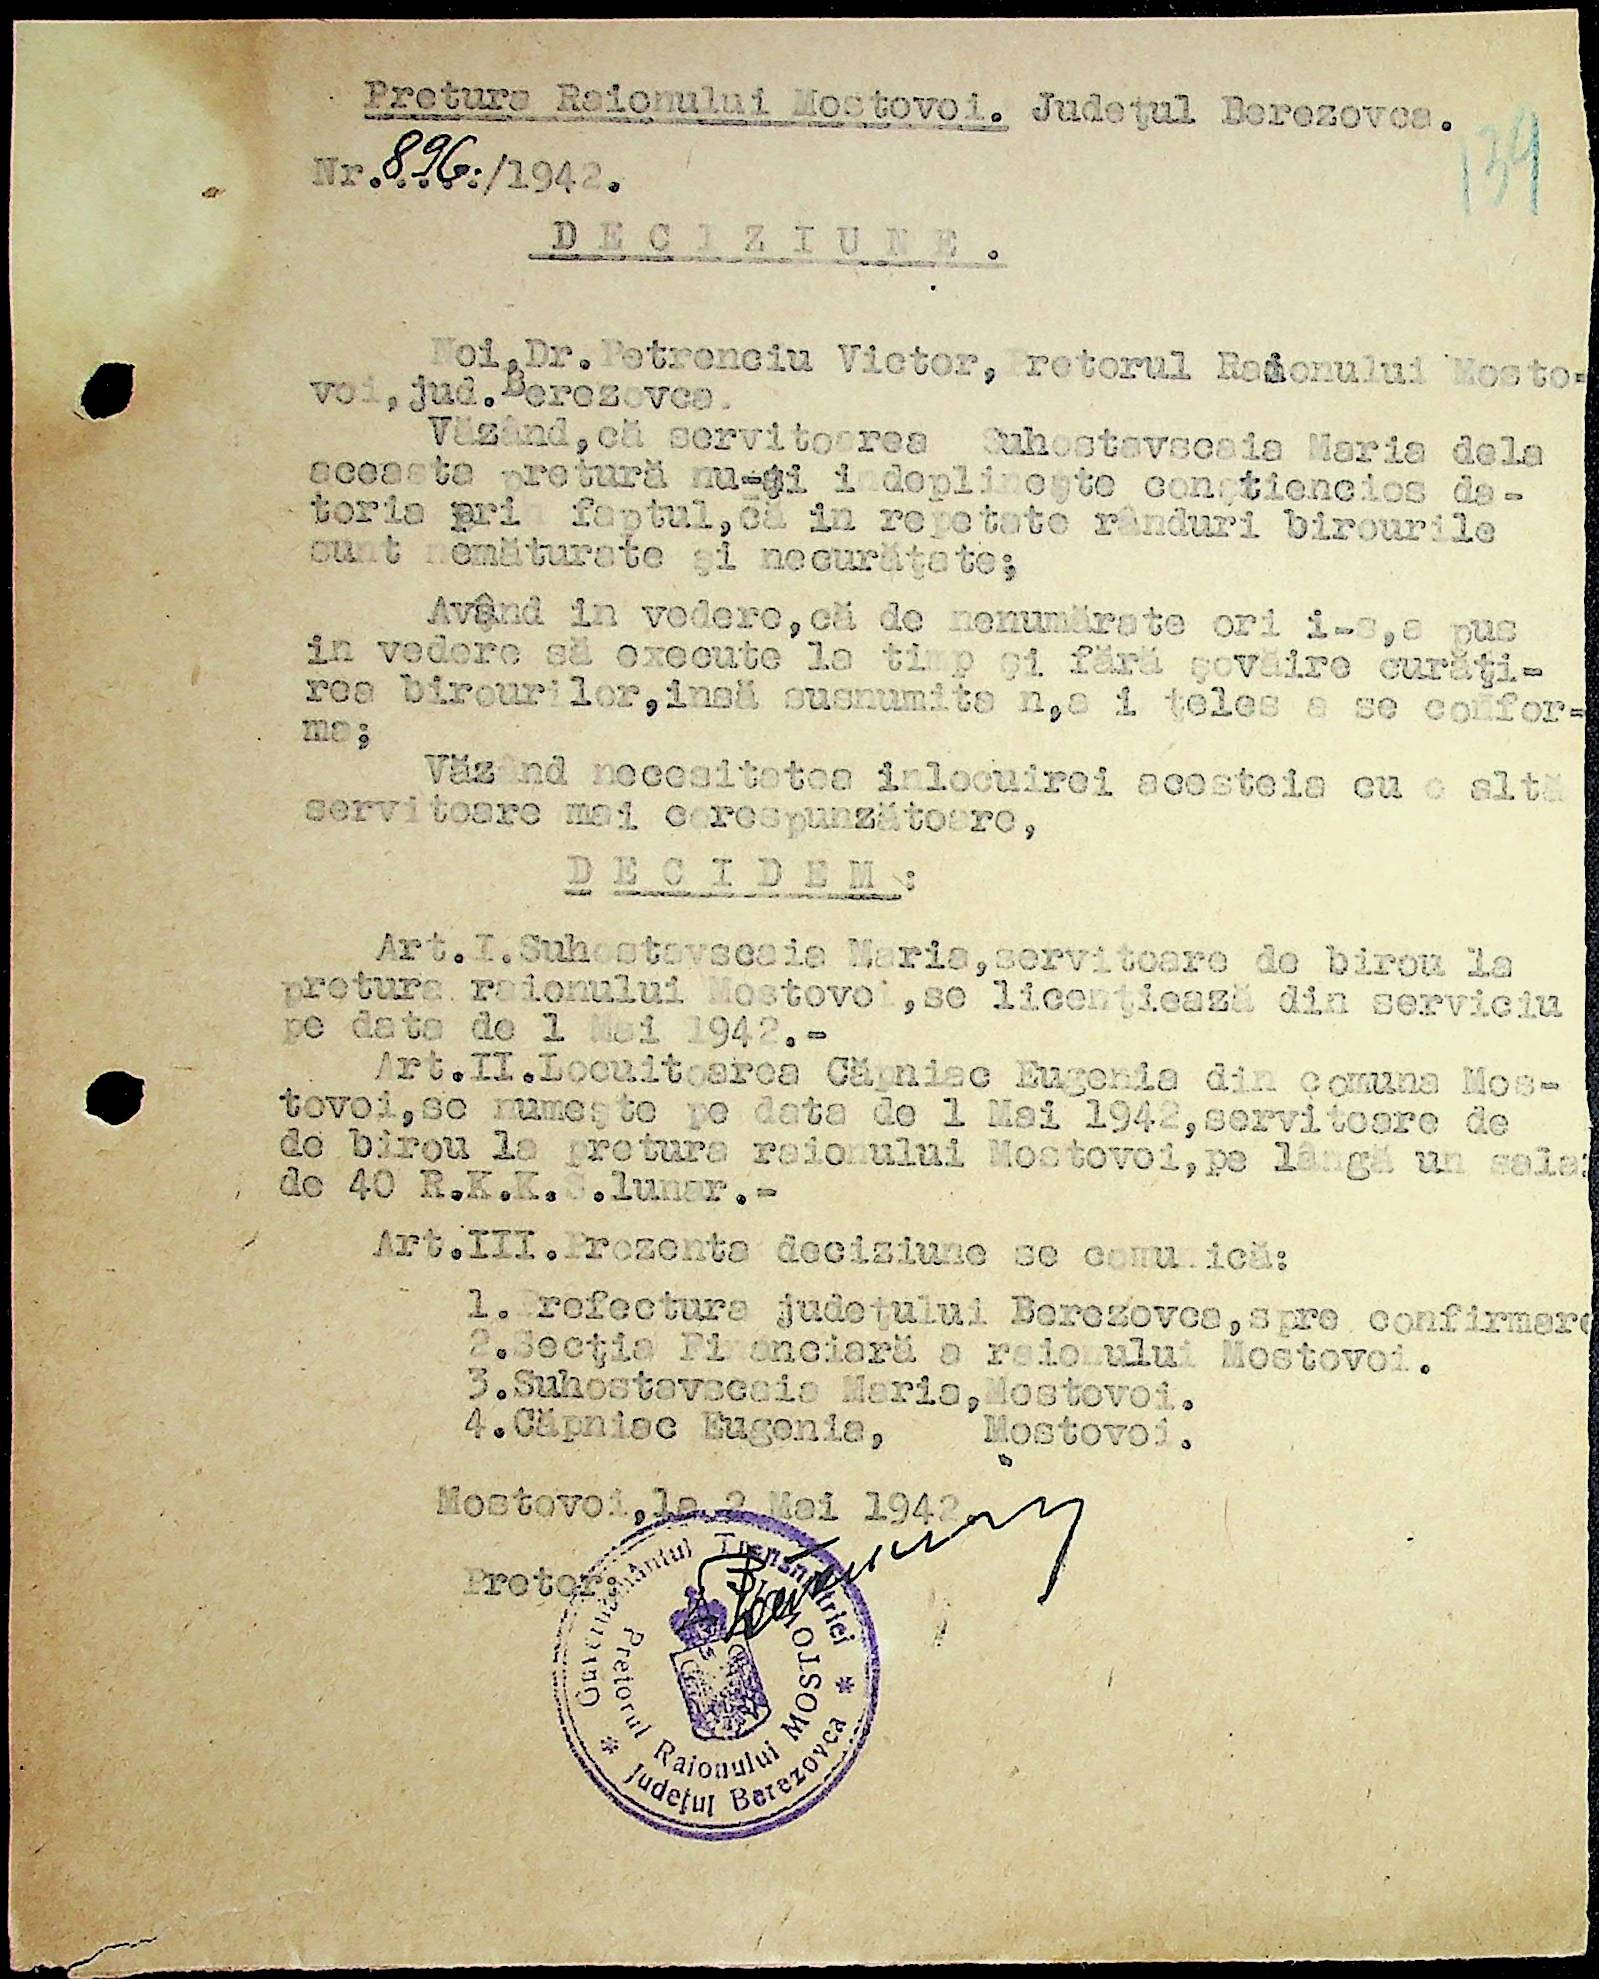 Pretura Raionului Mostovoi. Judeţul Berezovca.
134
Nr.896:/1942.
D E C I Z I U N E .
Noi,Dr.Petrenciu Victor,Pretorul Raionului Mosto-
voi,jud.Berezovca.
Văzând,că servitoarea Suhostavscaia Maria dela
aceasta pretură nu-şi indeplineşte conştiencios da-
toria prin faptul,că in repetate rânduri birourile
sunt nemăturate şi necurăţate;
Având in vedere,că de nenumărate ori i-s,a pus
in vedere să execute la timp şi fără şovăire curăţi-
rea birourilor,insă susnumita n,a i ţeles a se confor-
ma;
Văzând necesitatea inlocuirei acesteia cu o altă
servitoare mai corespunzătoare,
D E C I D E M :
Art.I.Suhostavscaia Maria,servitoare de birou la
pretura raionului Mostovoi,se licenţiează din serviciu
pe data de 1 Mai 1942.-
Art.II.Locuitoarea Căpniac Eugenia din comuna Mos-
tovoi,se numeşte pe data de 1 Mai 1942,servitoare de
de birou la pretura raionului Mostovoi,pe lângă un sala
de 40 R.K.K.S.lunar.-
Art.III.Prezenta deciziune se comunică:
1.Prefectura judeţului Berezovca,spre confirmare
2.Secţia Financiară a raionului Mostovoi.
3.Suhostavscaia Maria,Mostovoi.
4.Căpniac Eugenia, Mostovoi.
Mostovoi,la 2 Mai 1942
Pretor:
Guvernământul Transnistriei
Pretorul Raionului MOSTOVOI
Judeţul Berezovca